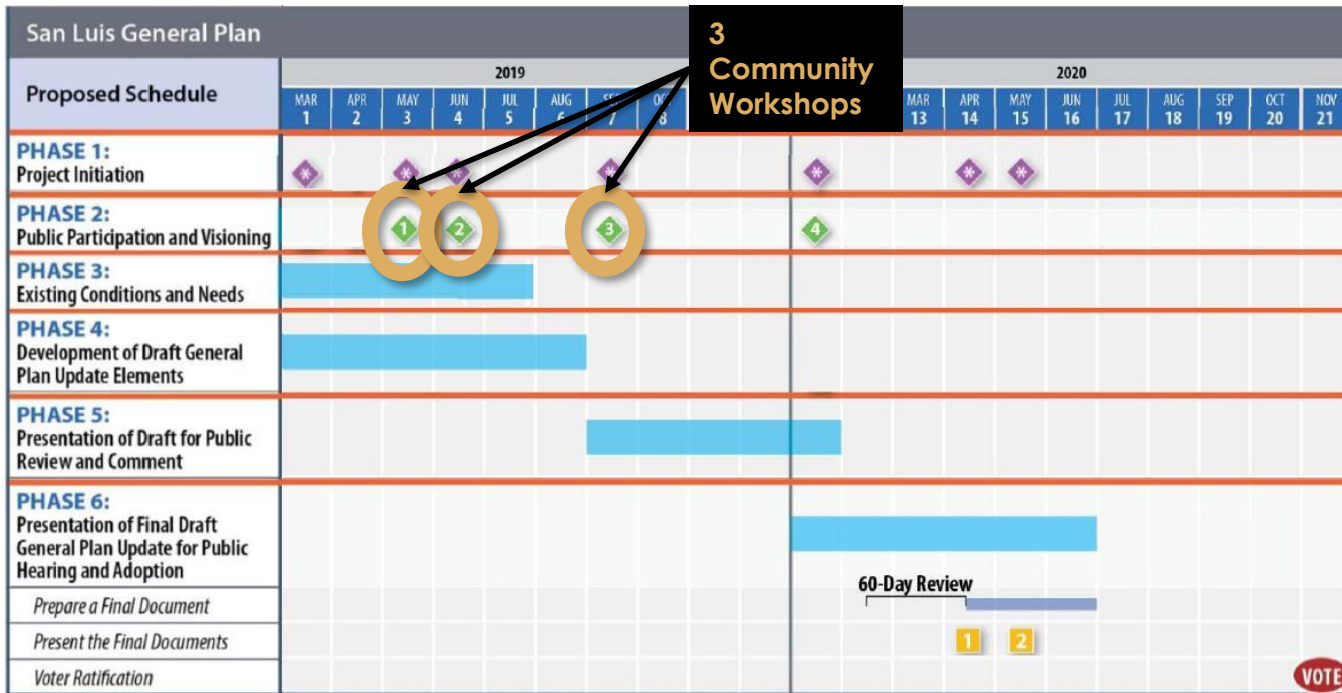 San Luis General Plan
3
Community
Workshops
Proposed Schedule
2019
2020
MAR APR MAY JUN JUL AUG SEP OCT MAR APR MAY JUN JUL AUG SEP OCT NOV
1 2 3 4 5 6 7 8 13 14 15 16 17 18 19 20 21
PHASE 1:
Project Initiation
* * * * * * *
PHASE 2:
Public Participation and Visioning
1 2 3 4
PHASE 3:
Existing Conditions and Needs
PHASE 4:
Development of Draft General
Plan Update Elements
PHASE 5:
Presentation of Draft for Public
Review and Comment
PHASE 6:
Presentation of Final Draft
General Plan Update for Public
Hearing and Adoption
60-Day Review
Prepare a Final Document
Present the Final Documents
1 2
Voter Ratification
VOTE